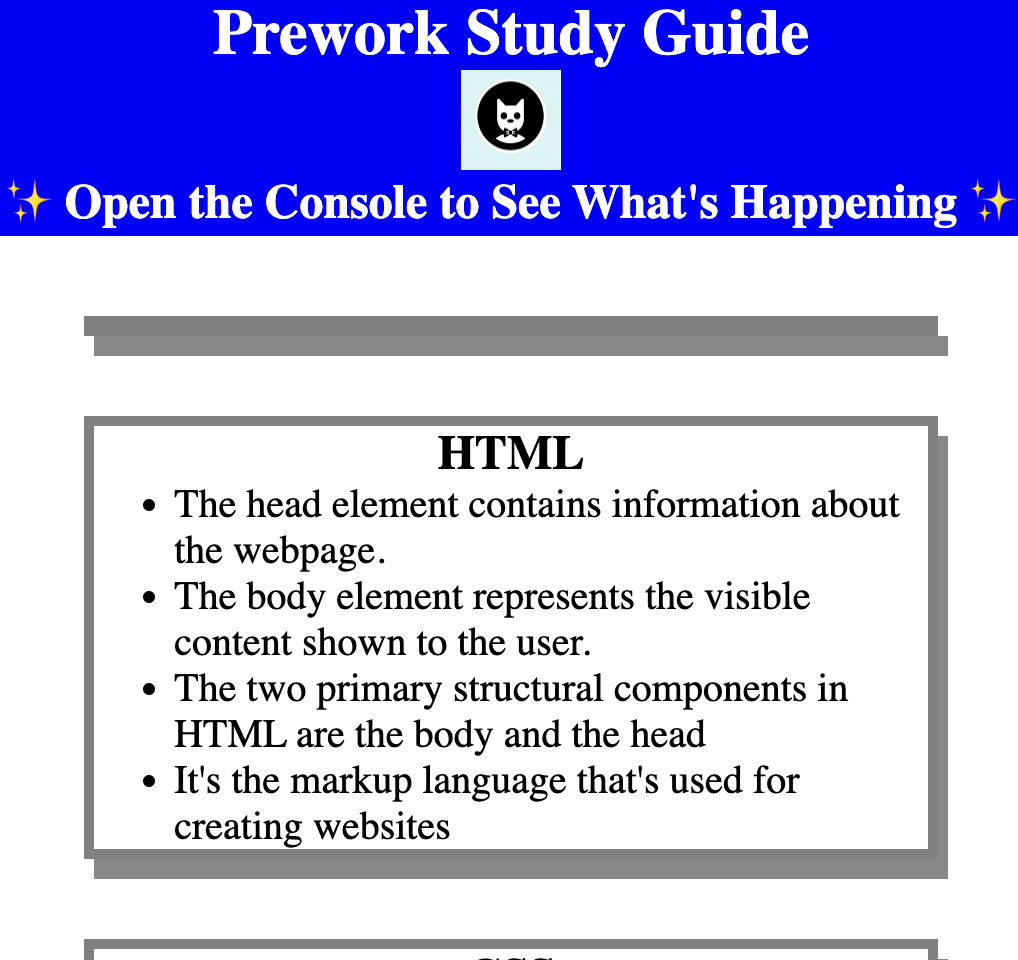 Prework Study Guide
✨ Open the Console to See What's Happening ✨
HTML
• The head element contains information about
the webpage.
• The body element represents the visible
content shown to the user.
• The two primary structural components in
HTML are the body and the head
• It's the markup language that's used for
creating websites